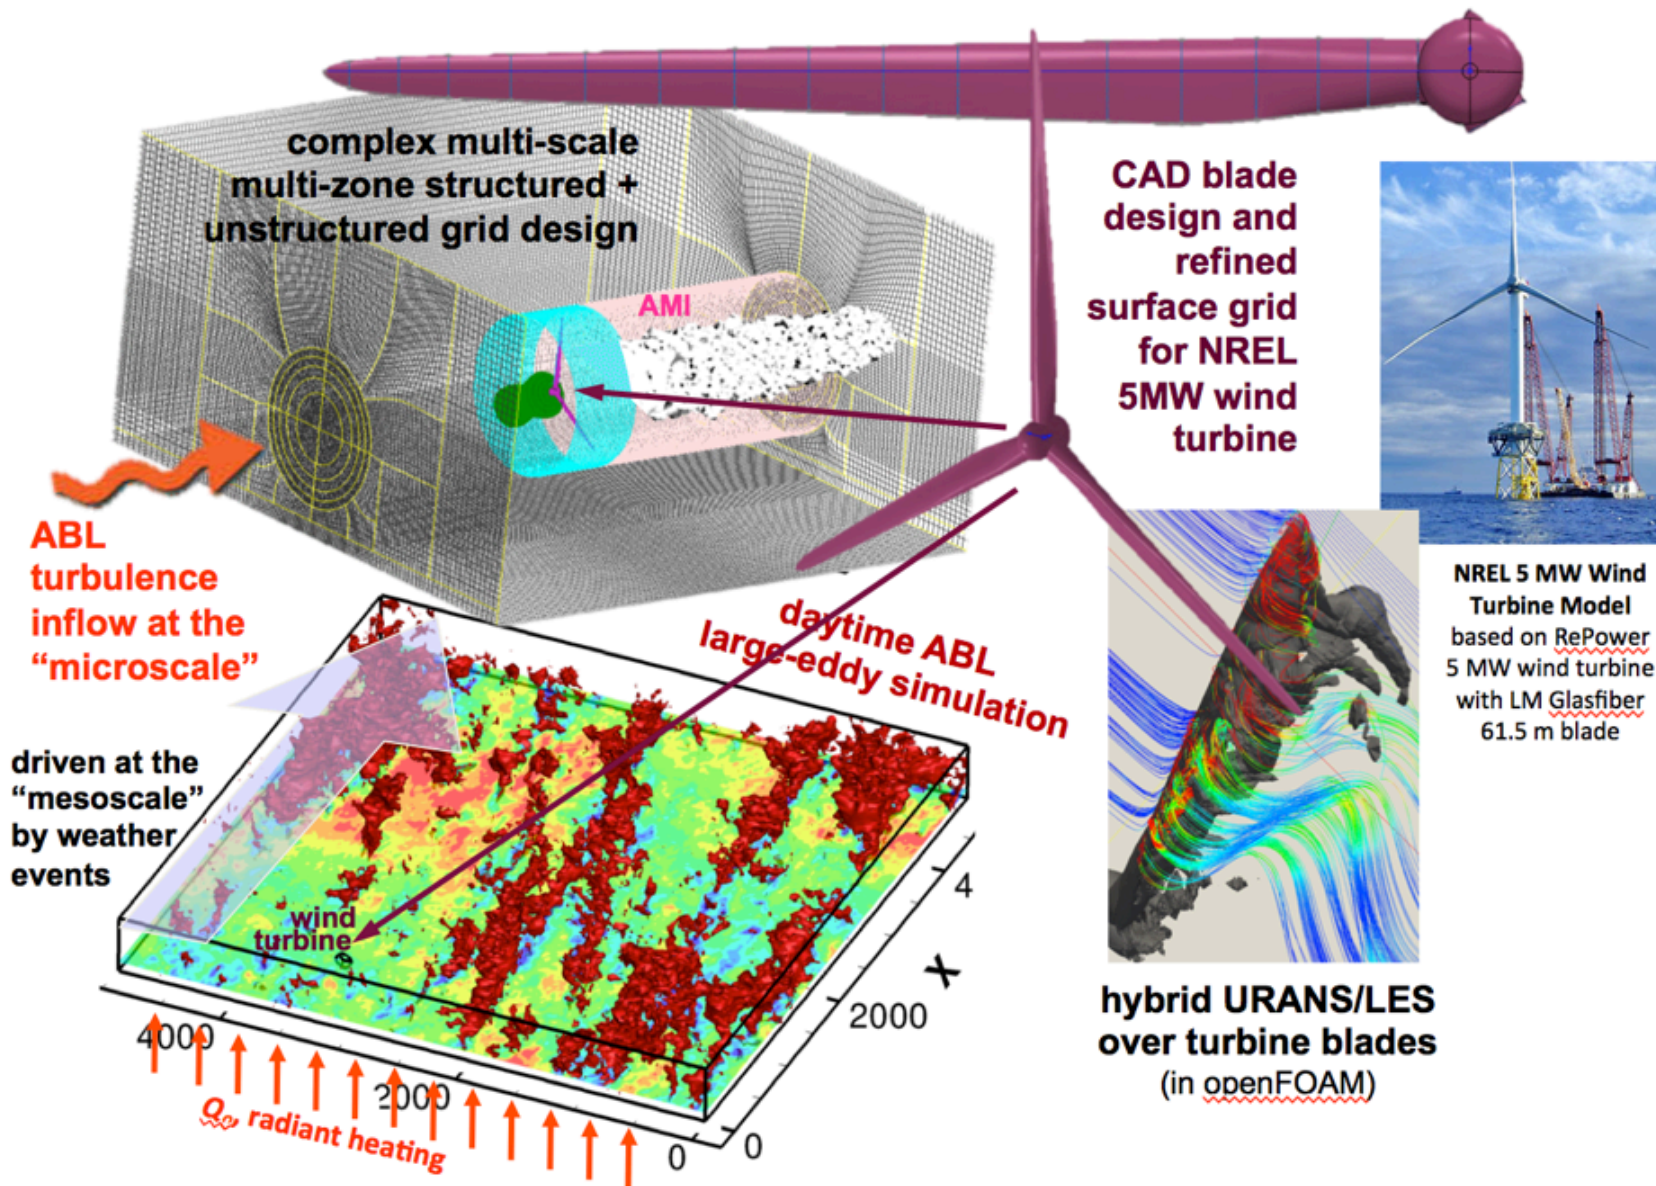 complex multi-scale
multi-zone structured +
unstructured grid design
AMI
CAD blade
design and
refined
surface grid
for NREL
5MW wind
turbine
ABL
turbulence
inflow at the
“microscale”
NREL 5 MW Wind
Turbine Model
based on RePower
5 MW wind turbine
with LM Glasfiber
61.5 m blade
daytime ABL
large-eddy simulation
driven at the
“mesoscale”
by weather
events
wind
turbine
4
X
2000
0
4000
2000
0
Qo, radiant heating
hybrid URANS/LES
over turbine blades
(in openFOAM)